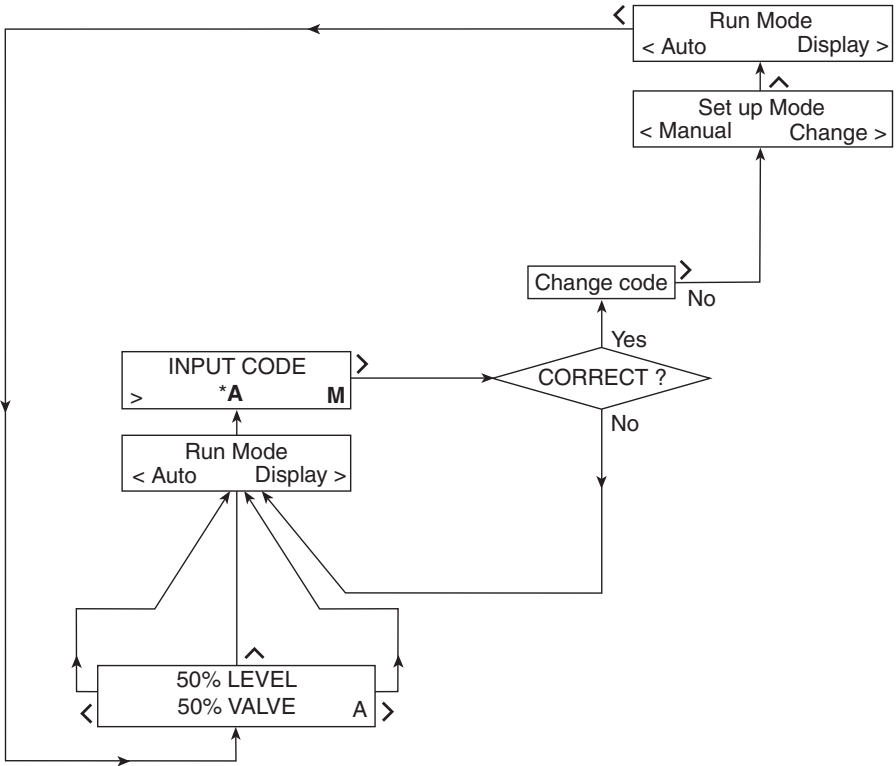 Run Mode
< Auto Display >
Set up Mode
< Manual Change >
Change code
No
Yes
INPUT CODE
> *A M
CORRECT ?
No
Run Mode
< Auto Display >
50% LEVEL
50% VALVE A